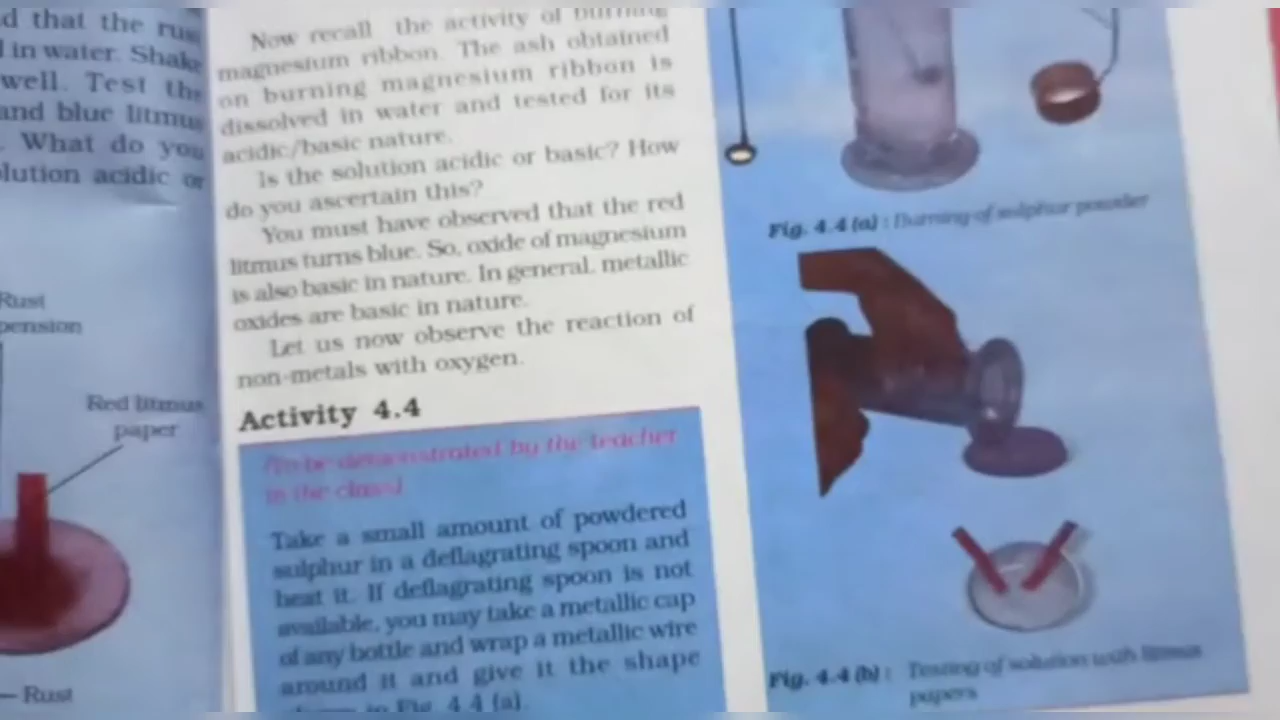 d that the rus
l in water. Shake
well. Test the
and blue litmus
. What do you
lution acidic or
Rust
pension
Red litmus
paper
Rust
Now recall the activity of burning
magnesium ribbon. The ash obtained
on burning magnesium ribbon is
dissolved in water and tested for its
acidic/basic nature.
Is the solution acidic or basic? How
do you ascertain this?
You must have observed that the red
litmus turns blue. So, oxide of magnesium
is also basic in nature. In general, metallic
oxides are basic in nature.
Let us now observe the reaction of
non-metals with oxygen.
Activity 4.4
(To be demonstrated by the teacher
in the class)
Take a small amount of powdered
sulphur in a deflagrating spoon and
heat it. If deflagrating spoon is not
available, you may take a metallic cap
of any bottle and wrap a metallic wire
around it and give it the shape
in Fig. 4.4 (a).
Fig. 4.4 (a) : Burning of sulphur powder
Fig. 4.4 (b) : Testing of solution with litmus
papers